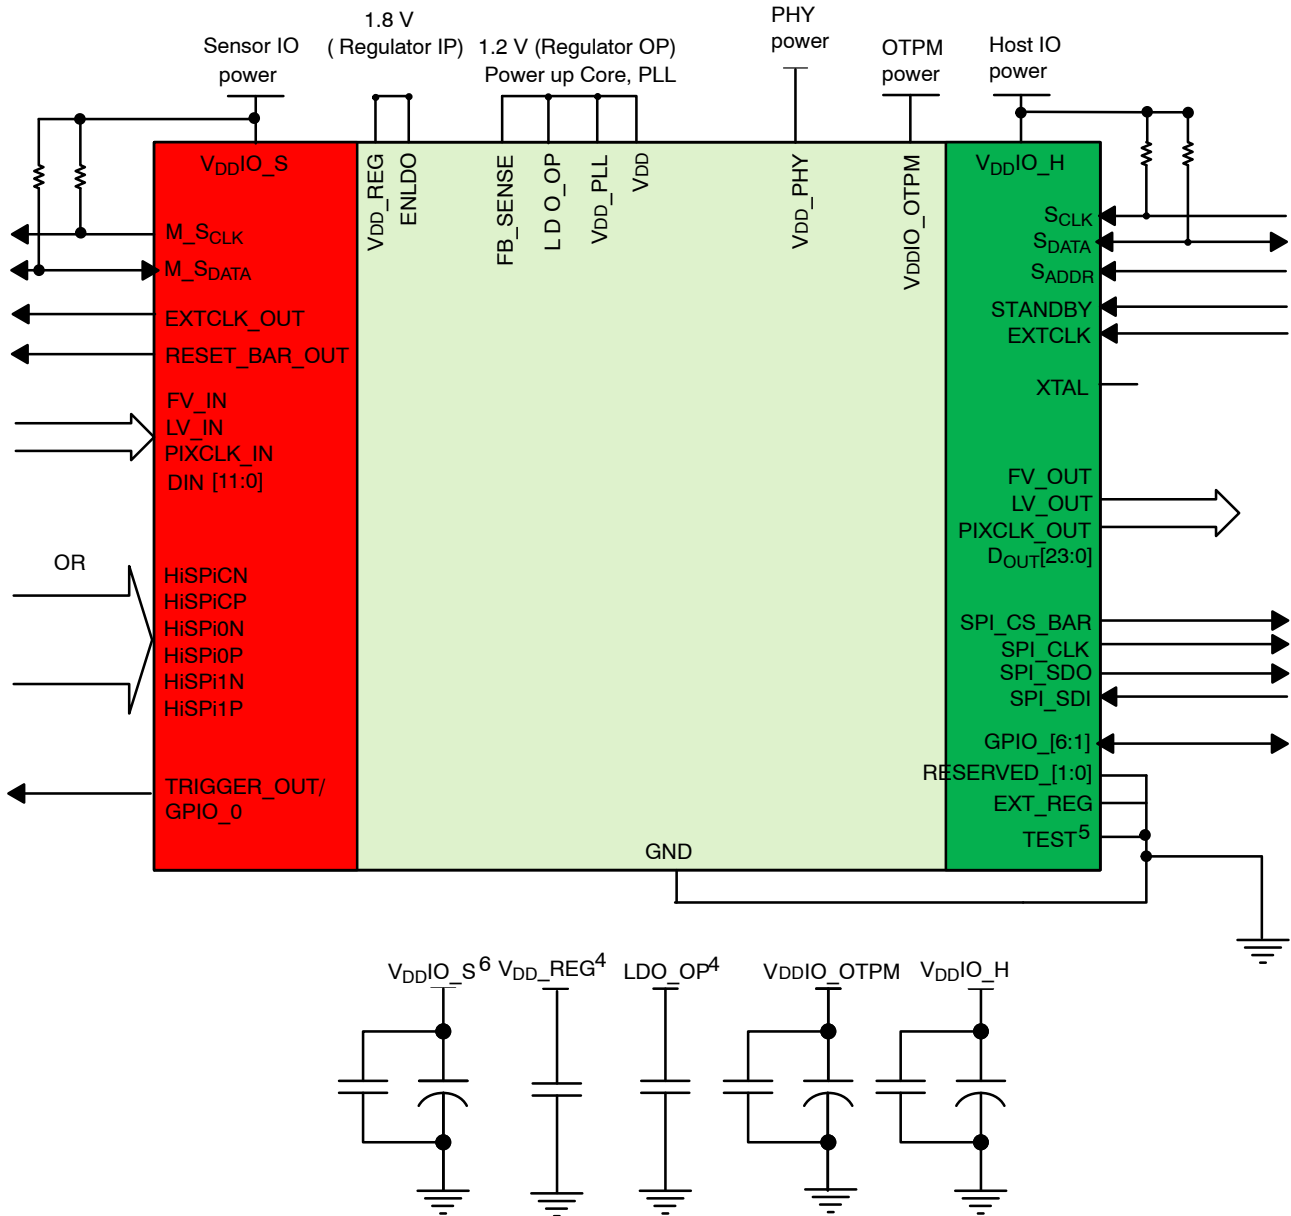 1.8 V
( Regulator IP)
Sensor IO
power
1.2 V (Regulator OP)
Power up Core, PLL
PHY
power
OTPM
power
Host IO
power
VDDIO_S
VDD_REG
ENLDO
FB_SENSE
L D O_OP
VDD_PLL
VDD
VDD_PHY
VDDIO_OTPM
VDDIO_H
M_SCLK
M_SDATA
EXTCLK_OUT
RESET_BAR_OUT
FV_IN
LV_IN
PIXCLK_IN
DIN [11:0]
OR
HiSPiCN
HiSPiCP
HiSPi0N
HiSPi0P
HiSPi1N
HiSPi1P
TRIGGER_OUT/
GPIO_0
SCLK
SDATA
SADDR
STANDBY
EXTCLK
XTAL
FV_OUT
LV_OUT
PIXCLK_OUT
DOUT[23:0]
SPI_CS_BAR
SPI_CLK
SPI_SDO
SPI_SDI
GPIO_[6:1]
RESERVED_[1:0]
EXT_REG
TEST5
GND
VDDIO_S6
VDD_REG4
LDO_OP4
VDDIO_OTPM
VDDIO_H